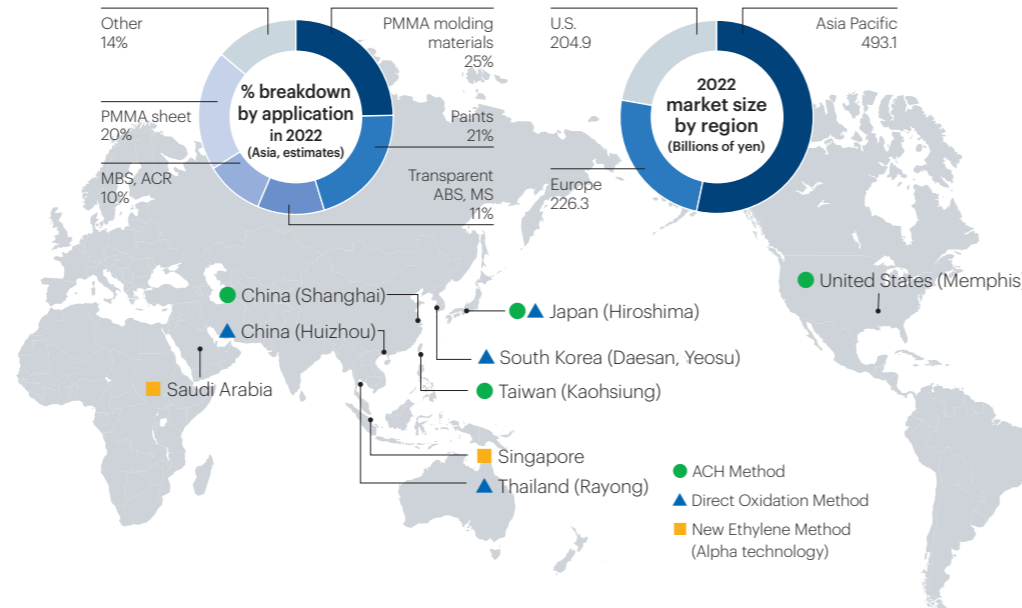 Other
14%
PMMA molding
materials
25%
PMMA sheet
20%
MBS, ACR
10%
Paints
21%
Transparent
ABS, MS
11%
% breakdown
by application
in 2022
(Asia, estimates)
U.S.
204.9
Asia Pacific
493.1
Europe
226.3
2022
market size
by region
(Billions of yen)
China (Shanghai)
China (Huizhou)
Saudi Arabia
Japan (Hiroshima)
South Korea (Daesan, Yeosu)
Taiwan (Kaohsiung)
Singapore
Thailand (Rayong)
United States (Memphis
ACH Method
Direct Oxidation Method
New Ethylene Method
(Alpha technology)